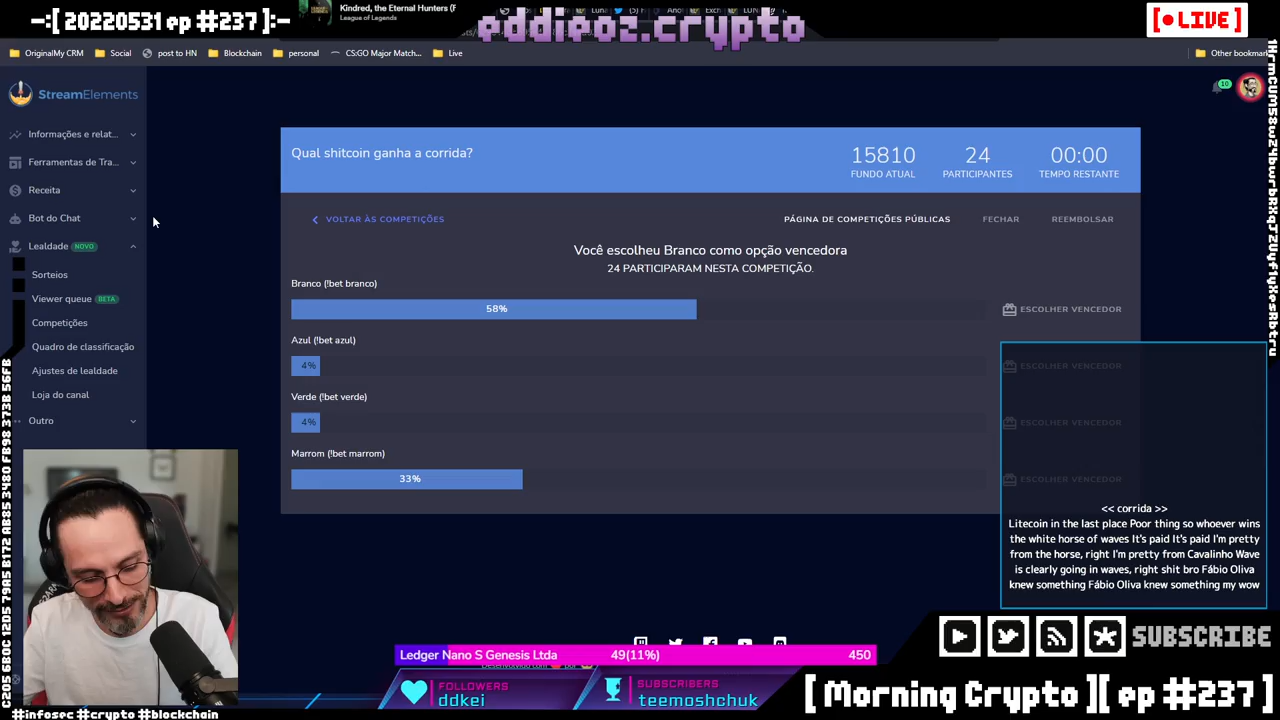 -:[ 20220531 ep #237 ]:-
Kindred, the Eternal Hunters (F
League of Legends
eddieoz.crypto
[ ● LIVE ]
OriginalMy CRM
Social
post to HN
Blockchain
personal
CS:GO Major Match...
Live
Other bookmar
StreamElements
10
Informações e relat...
Ferramentas de Tra...
Receita
Bot do Chat
Lealdade NOVO
Sorteios
Viewer queue BETA
Competições
Quadro de classificação
Ajustes de lealdade
Loja do canal
Outro
Qual shitcoin ganha a corrida?
15810
FUNDO ATUAL
24
PARTICIPANTES
00:00
TEMPO RESTANTE
VOLTAR ÀS COMPETIÇÕES
PÁGINA DE COMPETIÇÕES PÚBLICAS
FECHAR
REEMBOLSAR
Você escolheu Branco como opção vencedora
24 PARTICIPARAM NESTA COMPETIÇÃO.
Branco (!bet branco)
58%
ESCOLHER VENCEDOR
Azul (!bet azul)
4%
ESCOLHER VENCEDOR
Verde (!bet verde)
4%
ESCOLHER VENCEDOR
Marrom (!bet marrom)
33%
ESCOLHER VENCEDOR
<< corrida >>
Litecoin in the last place Poor thing so whoever wins
the white horse of waves It's paid It's paid I'm pretty
from the horse, right I'm pretty from Cavalinho Wave
is clearly going in waves, right shit bro Fábio Oliva
knew something Fábio Oliva knew something my wow
Ledger Nano S Genesis Ltda
49(11%)
450
FOLLOWERS
ddkei
SUBSCRIBERS
teemoshchuk
SUBSCRIBE
[ Morning Crypto ][ ep #237 ]
#infosec #crypto #blockchain